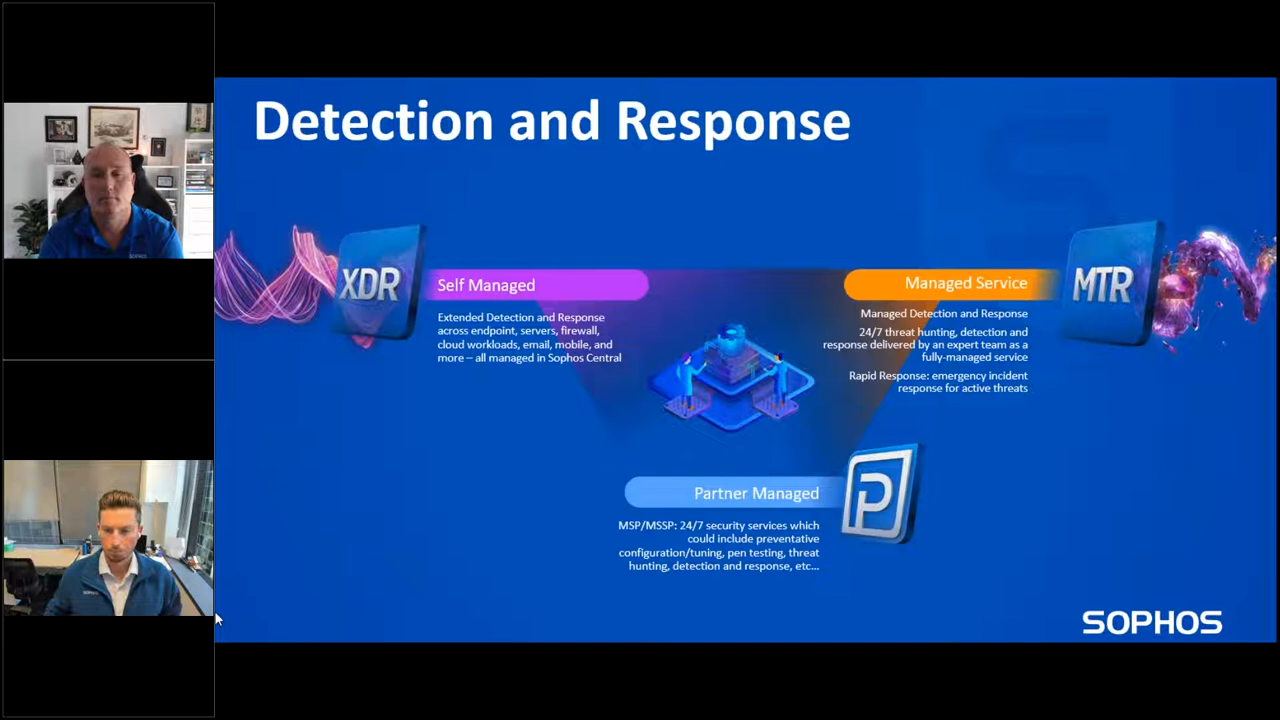 Detection and Response
XDR
Self Managed
Extended Detection and Response
across endpoint, servers, firewall,
cloud workloads, email, mobile, and
more – all managed in Sophos Central
Managed Service
MTR
Managed Detection and Response
24/7 threat hunting, detection and
response delivered by an expert team as a
fully-managed service
Rapid Response: emergency incident
response for active threats
Partner Managed
P
MSP/MSSP: 24/7 security services which
could include preventative
configuration/tuning, pen testing, threat
hunting, detection and response, etc...
SOPHOS
SOPHOS
SOPHOS